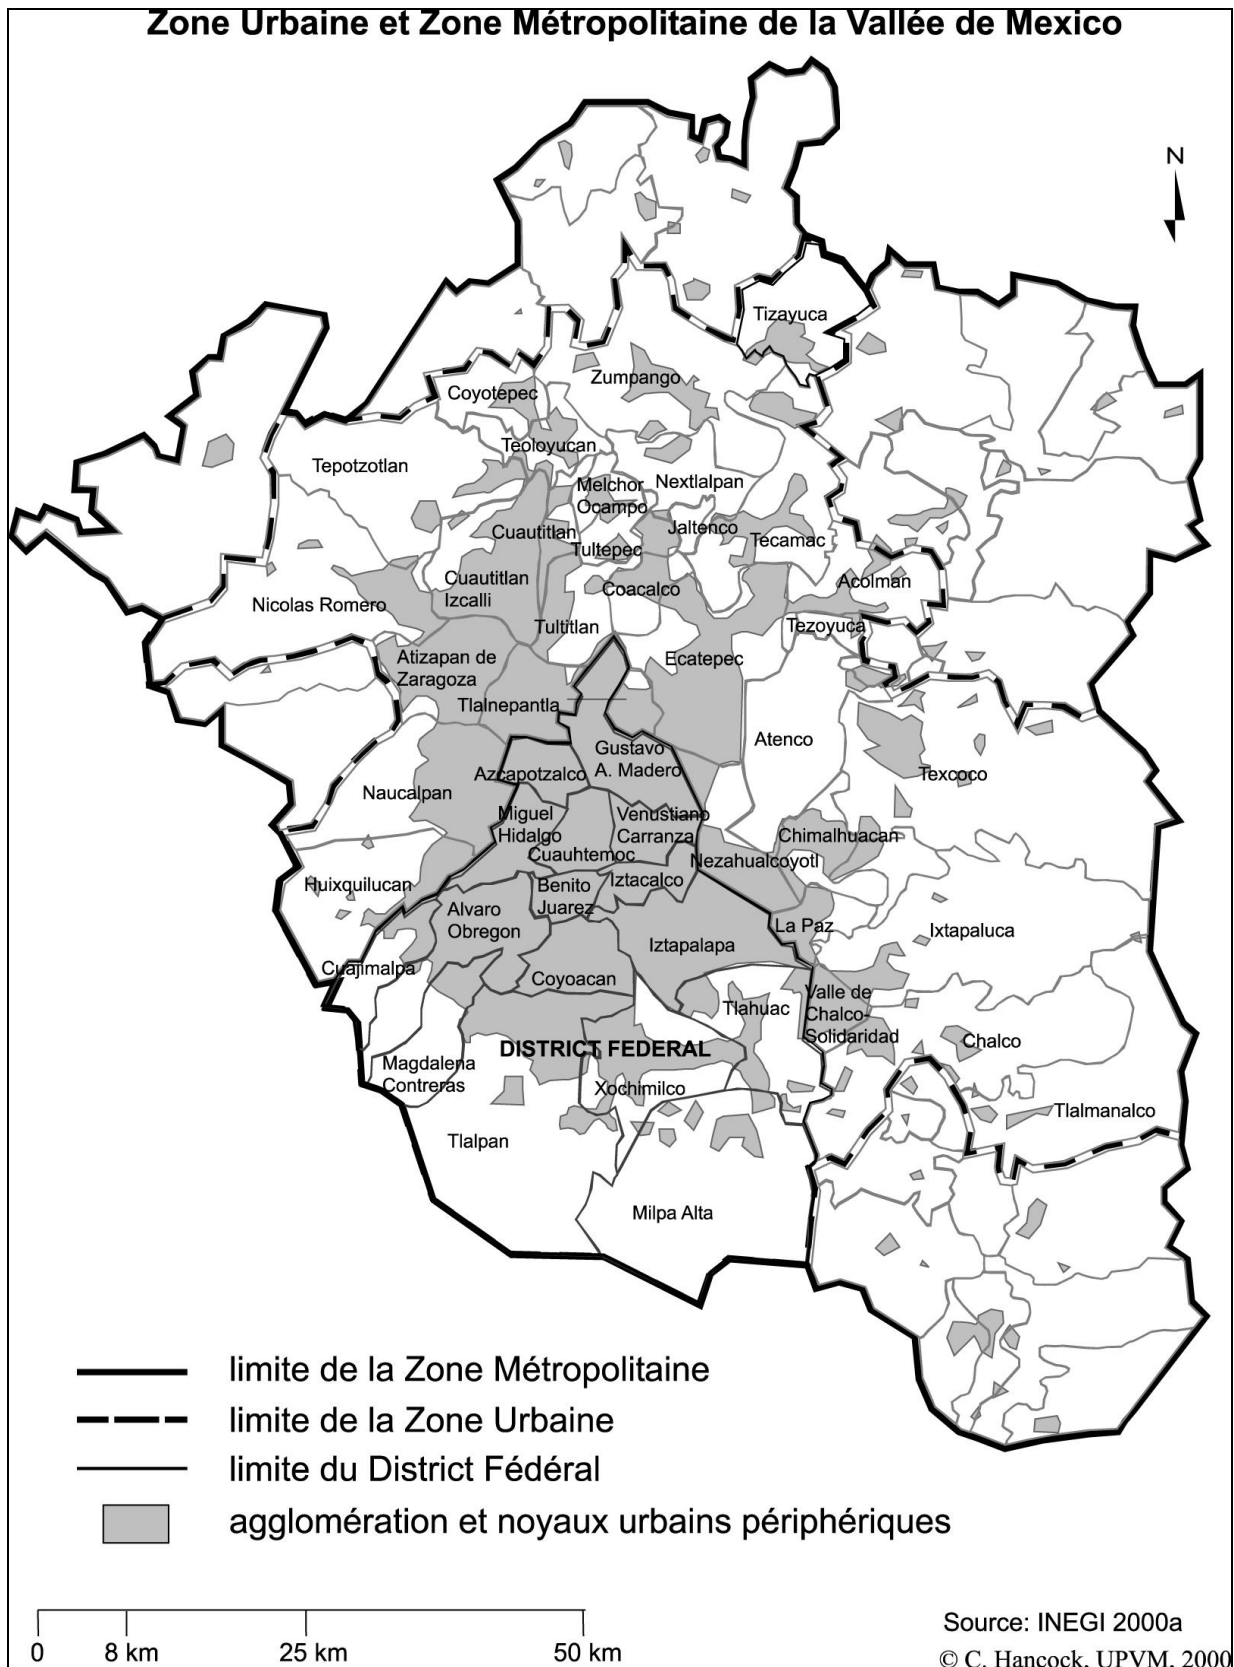 Zone Urbaine et Zone Métropolitaine de la Vallée de Mexico
N
Tizayuca
Zumpango
Coyotepec
Teoloyucan
Tepotzotlan
Melchor
Ocampo
Nextlalpan
Cuautitlan
Jaltenco
Tecamac
Tultepec
Cuautitlan
Izcalli
Coacalco
Acolman
Nicolas Romero
Tultitlan
Tezoyuca
Atizapan de
Zaragoza
Ecatepec
Tlalnepantla
Atenco
Gustavo
A. Madero
Azcapotzalco
Texcoco
Naucalpan
Miguel
Hidalgo
Venustiano
Carranza
Chimalhuacan
Cuauhtemoc
Nezahualcoyotl
Huixquilucan
Benito
Juarez
Iztacalco
Alvaro
Obregon
La Paz
Ixtapaluca
Iztapalapa
Cuajimalpa
Coyoacan
Tlahuac
Valle de
Chalco-
Solidaridad
DISTRICT FEDERAL
Chalco
Magdalena
Contreras
Xochimilco
Tlalmanalco
Tlalpan
Milpa Alta
limite de la Zone Métropolitaine
limite de la Zone Urbaine
limite du District Fédéral
agglomération et noyaux urbains périphériques
0 8 km 25 km 50 km
Source: INEGI 2000a
© C. Hancock, UPVM, 2000